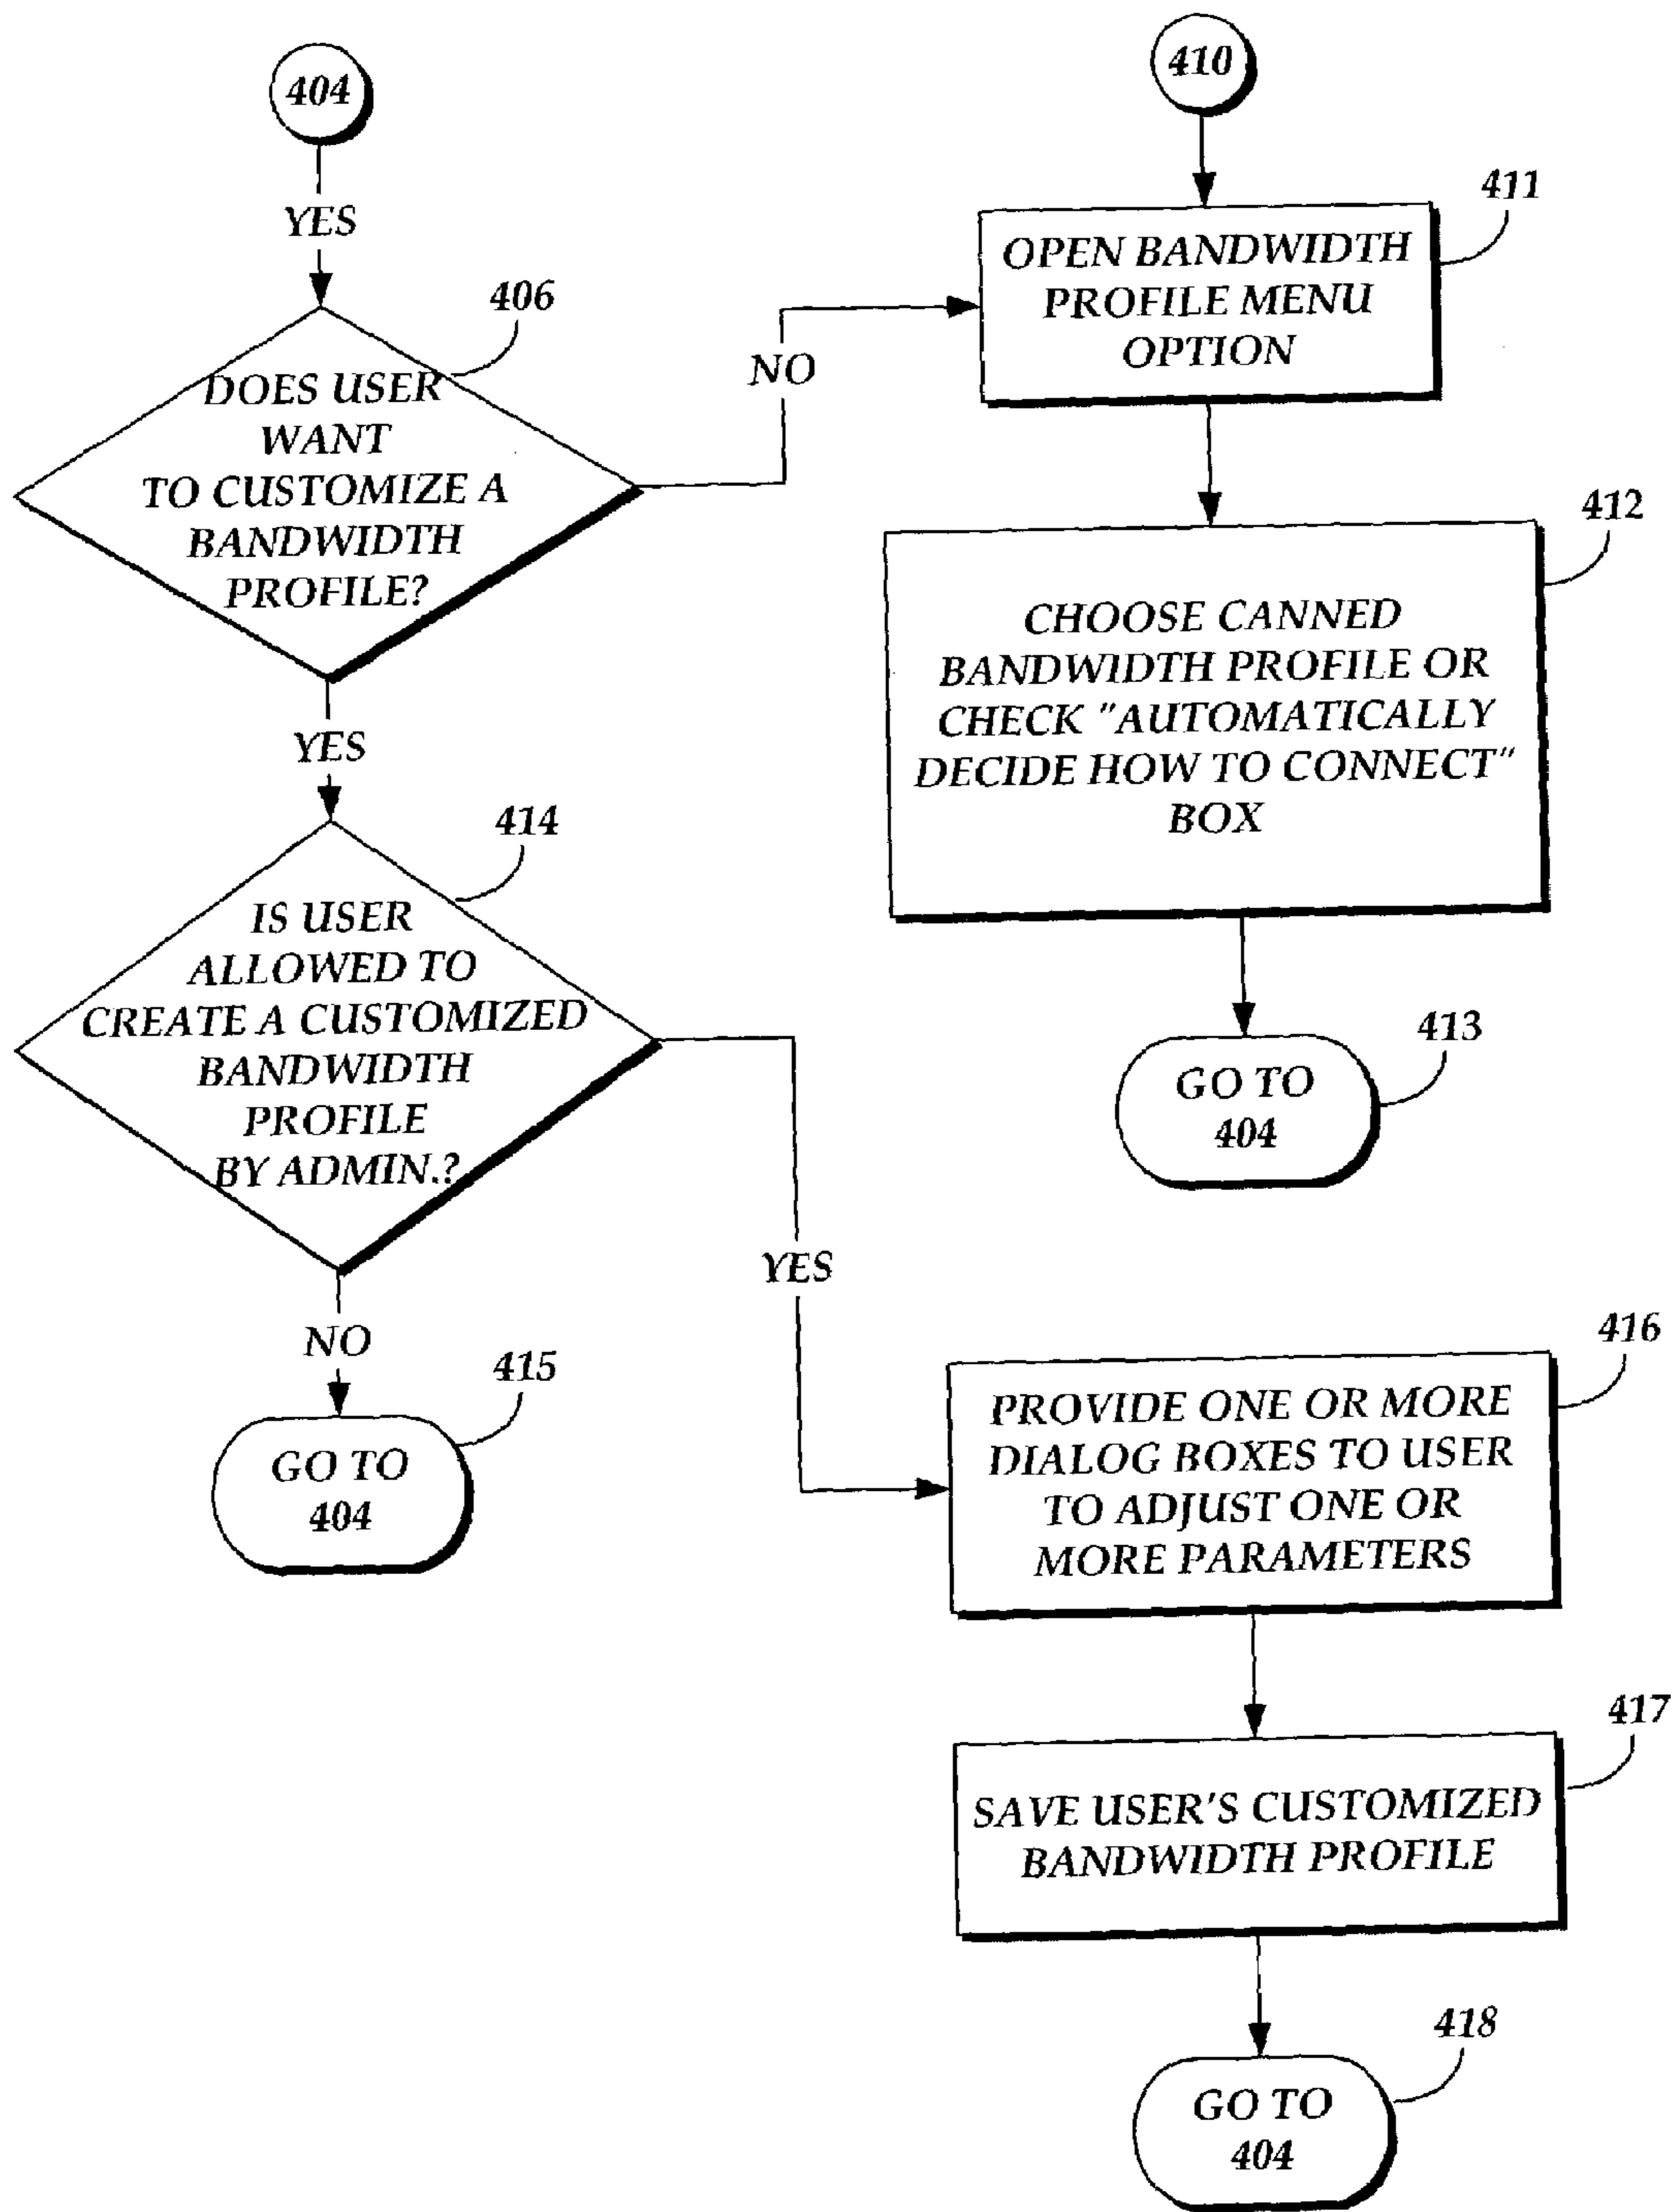 404
YES
406
DOES USER
WANT
TO CUSTOMIZE A
BANDWIDTH
PROFILE?
NO
YES
414
IS USER
ALLOWED TO
CREATE A CUSTOMIZED
BANDWIDTH
PROFILE
BY ADMIN.?
YES
NO
415
GO TO
404
410
411
OPEN BANDWIDTH
PROFILE MENU
OPTION
412
CHOOSE CANNED
BANDWIDTH PROFILE OR
CHECK "AUTOMATICALLY
DECIDE HOW TO CONNECT"
BOX
413
GO TO
404
416
PROVIDE ONE OR MORE
DIALOG BOXES TO USER
TO ADJUST ONE OR
MORE PARAMETERS
417
SAVE USER'S CUSTOMIZED
BANDWIDTH PROFILE
418
GO TO
404